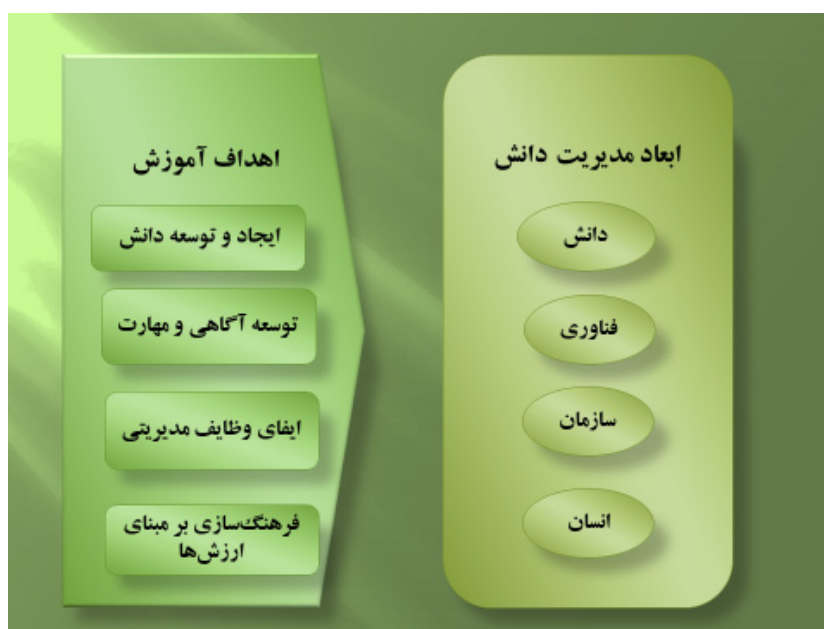 ابعاد مدیریت دانش
دانش
فناوری
سازمان
انسان
اهداف آموزش
ایجاد و توسعه دانش
توسعه آگاهی و مهارت
ایفای وظایف مدیریتی
فرهنگ‌سازی بر مبنای
ارزش‌ها